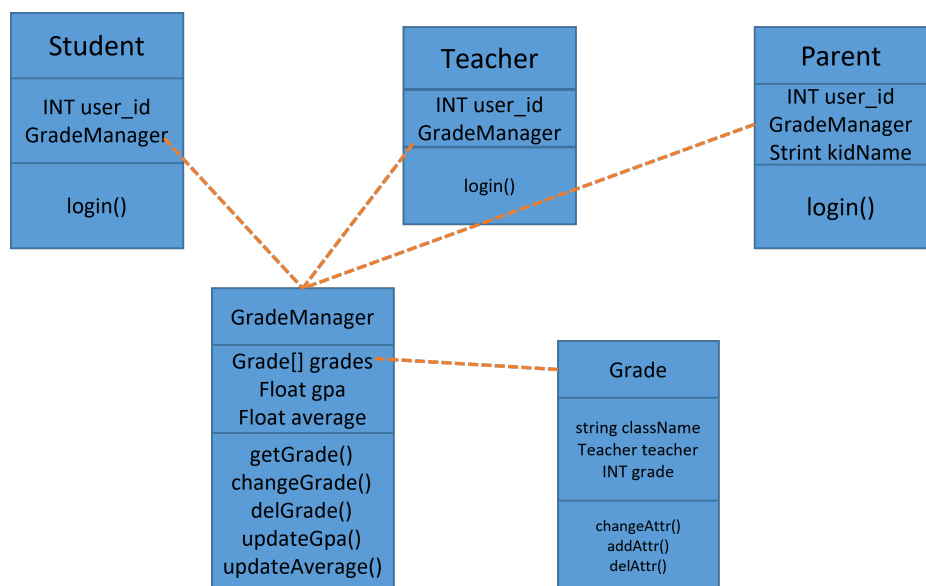 Student
INT user_id
GradeManager
login()
Teacher
INT user_id
GradeManager
login()
Parent
INT user_id
GradeManager
Strint kidName
login()
GradeManager
Grade[] grades
Float gpa
Float average
getGrade()
changeGrade()
delGrade()
updateGpa()
updateAverage()
Grade
string className
Teacher teacher
INT grade
changeAttr()
addAttr()
delAttr()